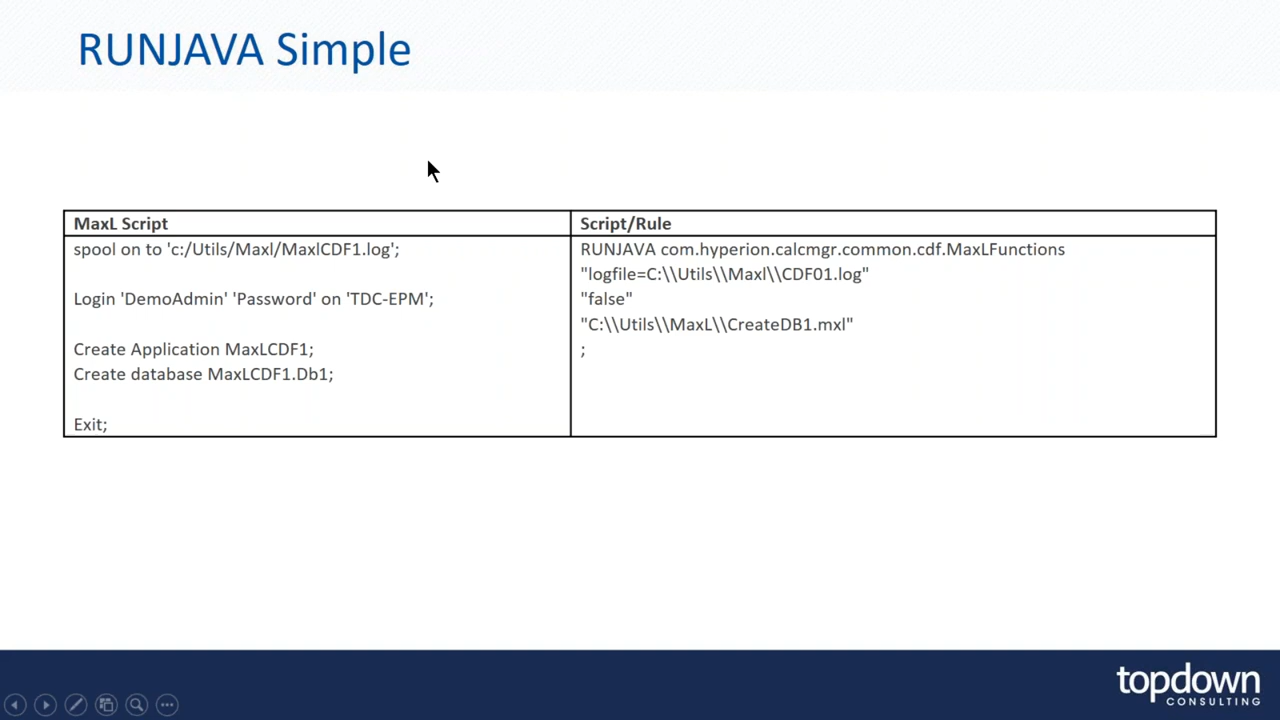 RUNJAVA Simple
MaxL Script
spool on to 'c:/Utils/Maxl/MaxlCDF1.log';
Login 'DemoAdmin' 'Password' on 'TDC-EPM';
Create Application MaxLCDF1;
Create database MaxLCDF1.Db1;
Exit;
Script/Rule
RUNJAVA com.hyperion.calcmgr.common.cdf.MaxLFunctions
"logfile=C:\\Utils\\Maxl\\CDF01.log"
"false"
"C:\\Utils\\MaxL\\CreateDB1.mxl"
;
topdown
CONSULTING